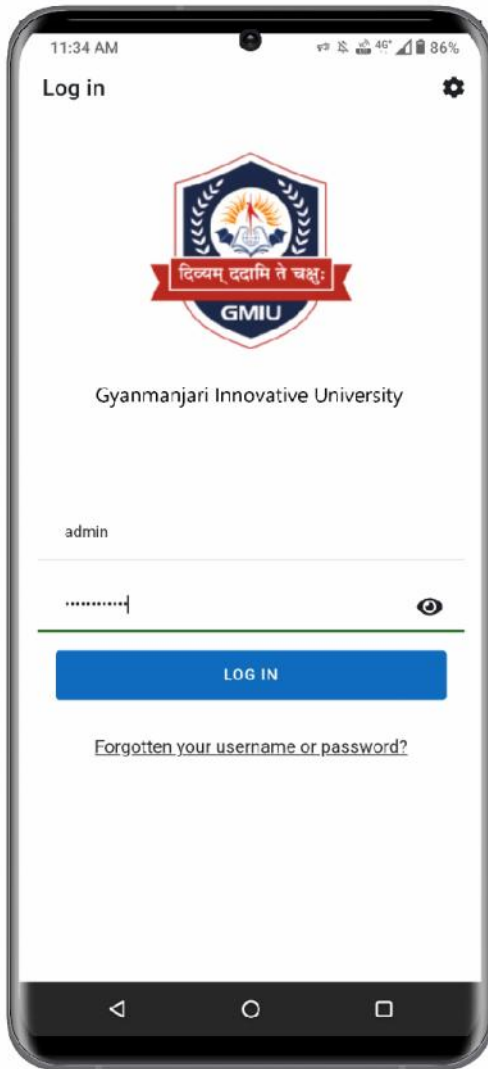 11:34 AM 4G+ 86%
Log in
दिव्यम् ददामि ते चक्षुः
GMIU
Gyanmanjari Innovative University
admin
••••••••••••
LOG IN
Forgotten your username or password?